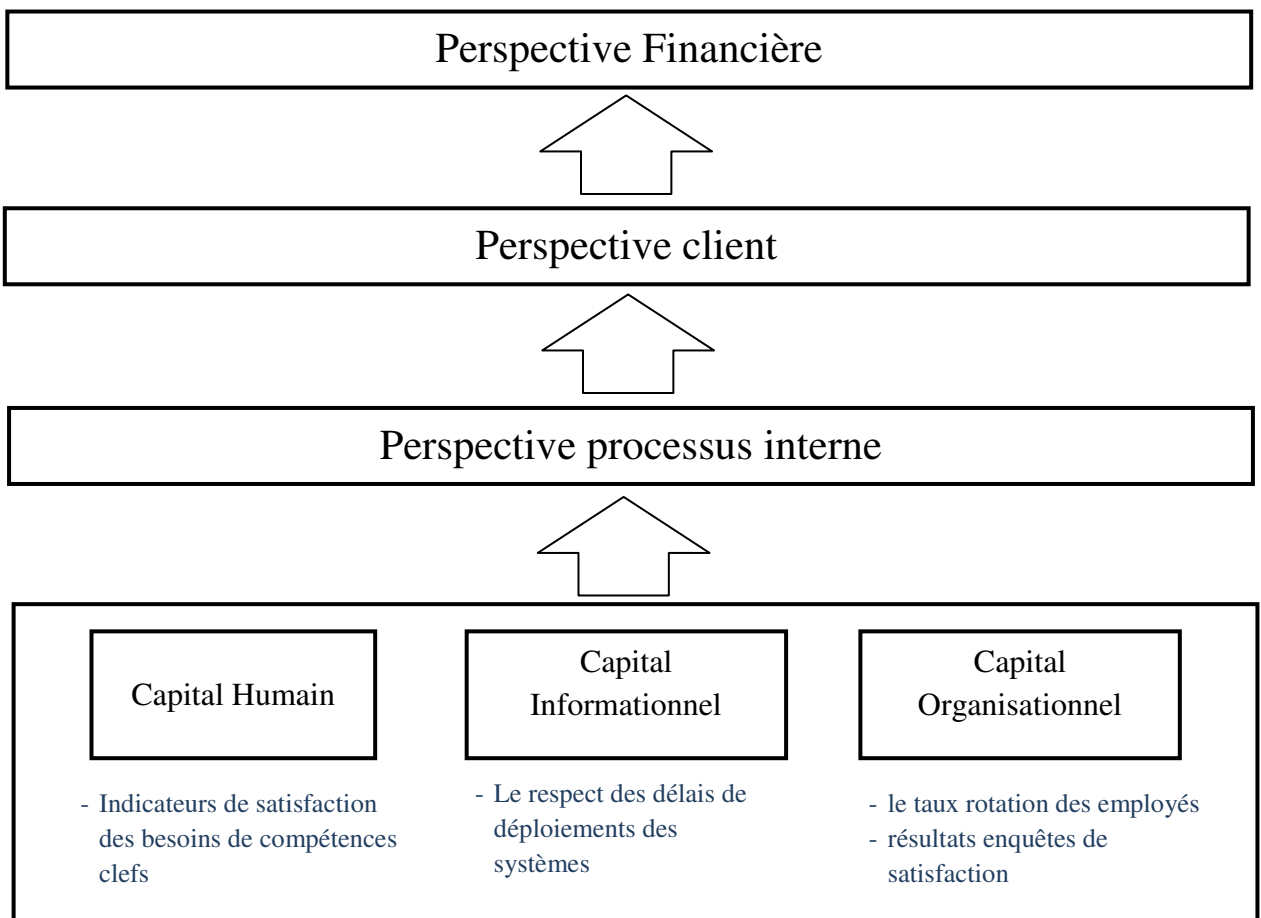 Perspective Financière
Perspective client
Perspective processus interne
Capital Humain
Capital
Informationnel
Capital
Organisationnel
- Indicateurs de satisfaction
des besoins de compétences
clefs
- Le respect des délais de
déploiements des
systèmes
- le taux rotation des employés
- résultats enquêtes de
satisfaction